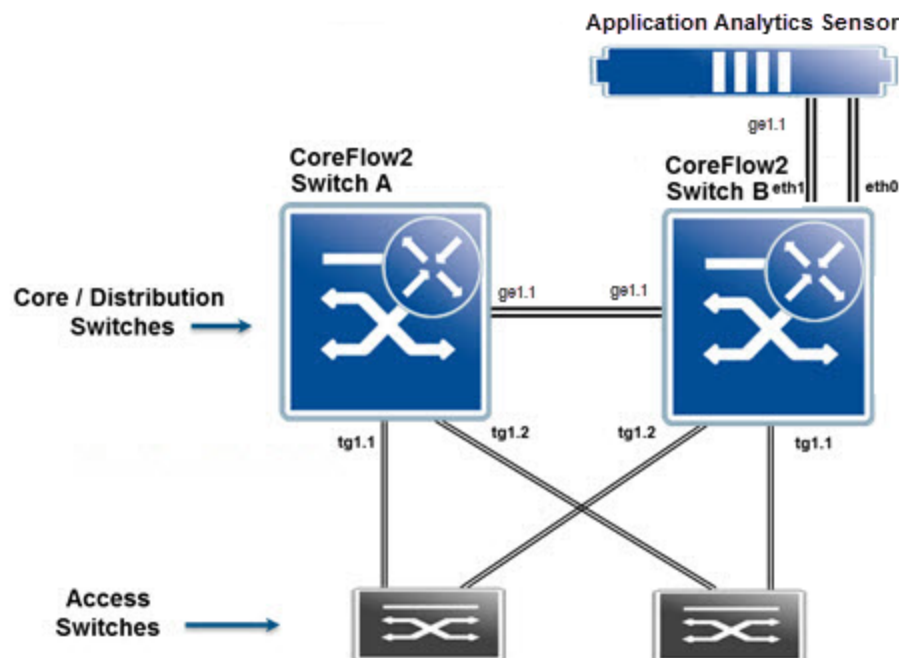 Application Analytics Sensor
ge1.1
CoreFlow2
Switch A
CoreFlow2
Switch B
eth1
eth0
ge1.1
ge1.1
Core / Distribution
Switches
tg1.1
tg1.2
tg1.2
tg1.1
Access
Switches